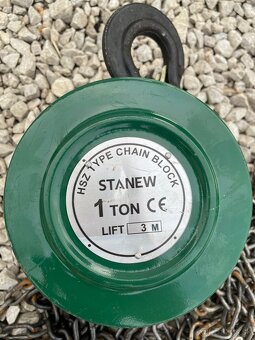 HSZ TYPE CHAIN BLOCK
STANEW
1 TON CE
LIFT 3 M